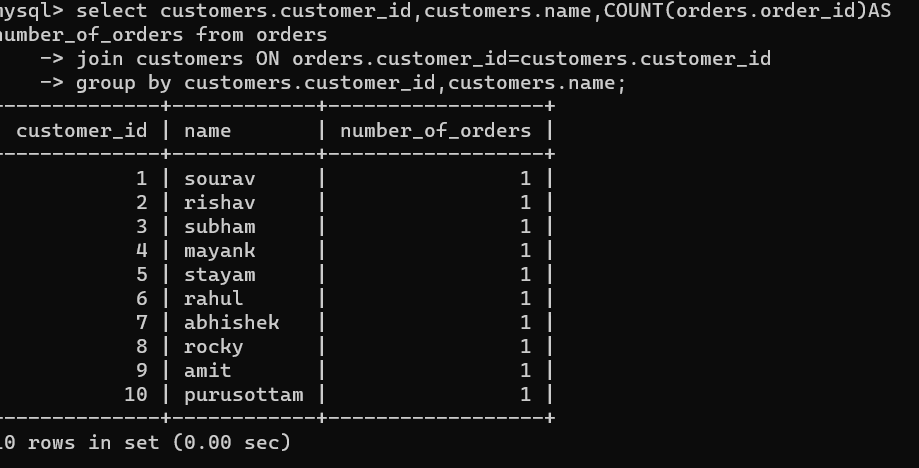 mysql> select customers.customer_id,customers.name,COUNT(orders.order_id)AS
number_of_orders from orders
    -> join customers ON orders.customer_id=customers.customer_id
    -> group by customers.customer_id,customers.name;
-------------+------------+------------------+
 customer_id | name       | number_of_orders |
-------------+------------+------------------+
           1 | sourav     |                1 |
           2 | rishav     |                1 |
           3 | subham     |                1 |
           4 | mayank     |                1 |
           5 | stayam     |                1 |
           6 | rahul      |                1 |
           7 | abhishek   |                1 |
           8 | rocky      |                1 |
           9 | amit       |                1 |
          10 | purusottam |                1 |
-------------+------------+------------------+
10 rows in set (0.00 sec)